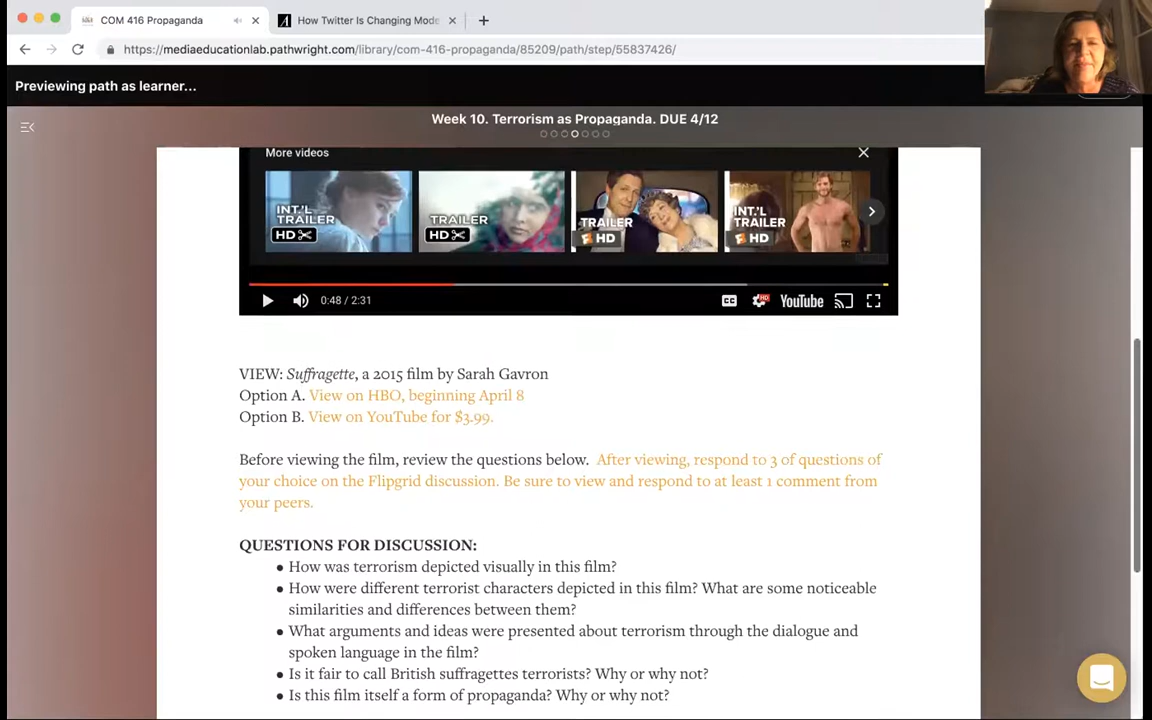 COM 416 Propaganda
How Twitter Is Changing Mode
https://mediaeducationlab.pathwright.com/library/com-416-propaganda/85209/path/step/55837426/
Previewing path as learner...
Week 10. Terrorism as Propaganda. DUE 4/12
More videos
INT.'L TRAILER HD
TRAILER HD
TRAILER HD
INT.'L TRAILER HD
0:48 / 2:31
CC
HD
YouTube
VIEW: Suffragette, a 2015 film by Sarah Gavron
Option A. View on HBO, beginning April 8
Option B. View on YouTube for $3.99.
Before viewing the film, review the questions below. After viewing, respond to 3 of questions of
your choice on the Flipgrid discussion. Be sure to view and respond to at least 1 comment from
your peers.
QUESTIONS FOR DISCUSSION:
● How was terrorism depicted visually in this film?
● How were different terrorist characters depicted in this film? What are some noticeable
similarities and differences between them?
● What arguments and ideas were presented about terrorism through the dialogue and
spoken language in the film?
● Is it fair to call British suffragettes terrorists? Why or why not?
● Is this film itself a form of propaganda? Why or why not?